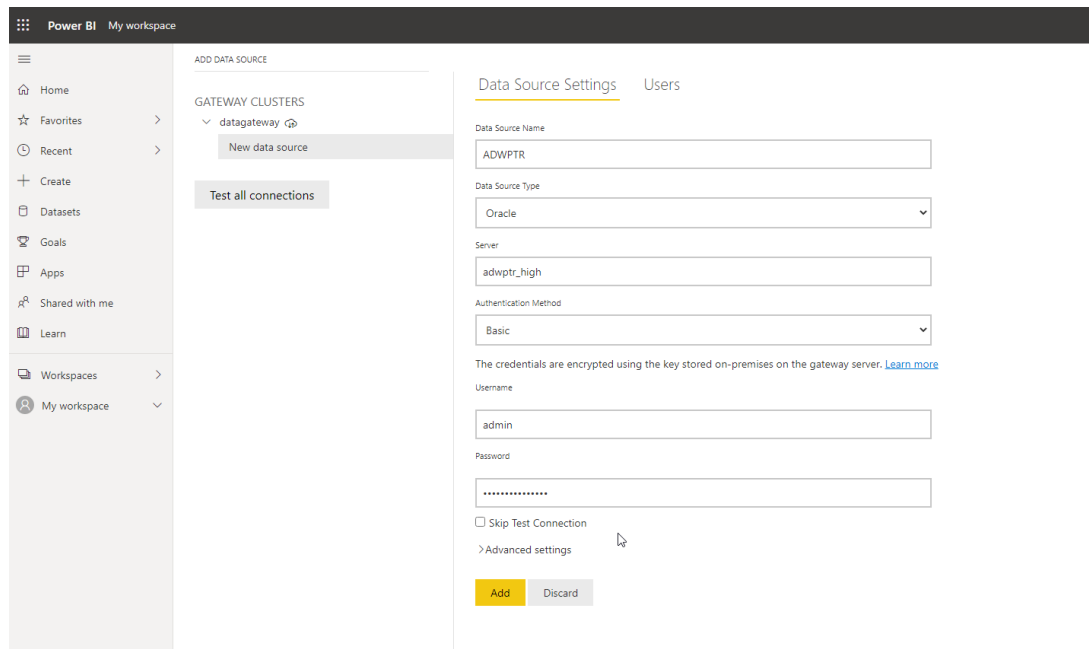 Power BI My workspace
Home
Favorites
Recent
Create
Datasets
Goals
Apps
Shared with me
Learn
Workspaces
My workspace
ADD DATA SOURCE
GATEWAY CLUSTERS
datagateway
New data source
Test all connections
Data Source Settings Users
Data Source Name
ADWPTR
Data Source Type
Oracle
Server
adwptr_high
Authentication Method
Basic
The credentials are encrypted using the key stored on-premises on the gateway server. Learn more
Username
admin
Password
•••••••••••••••
Skip Test Connection
Advanced settings
Add Discard